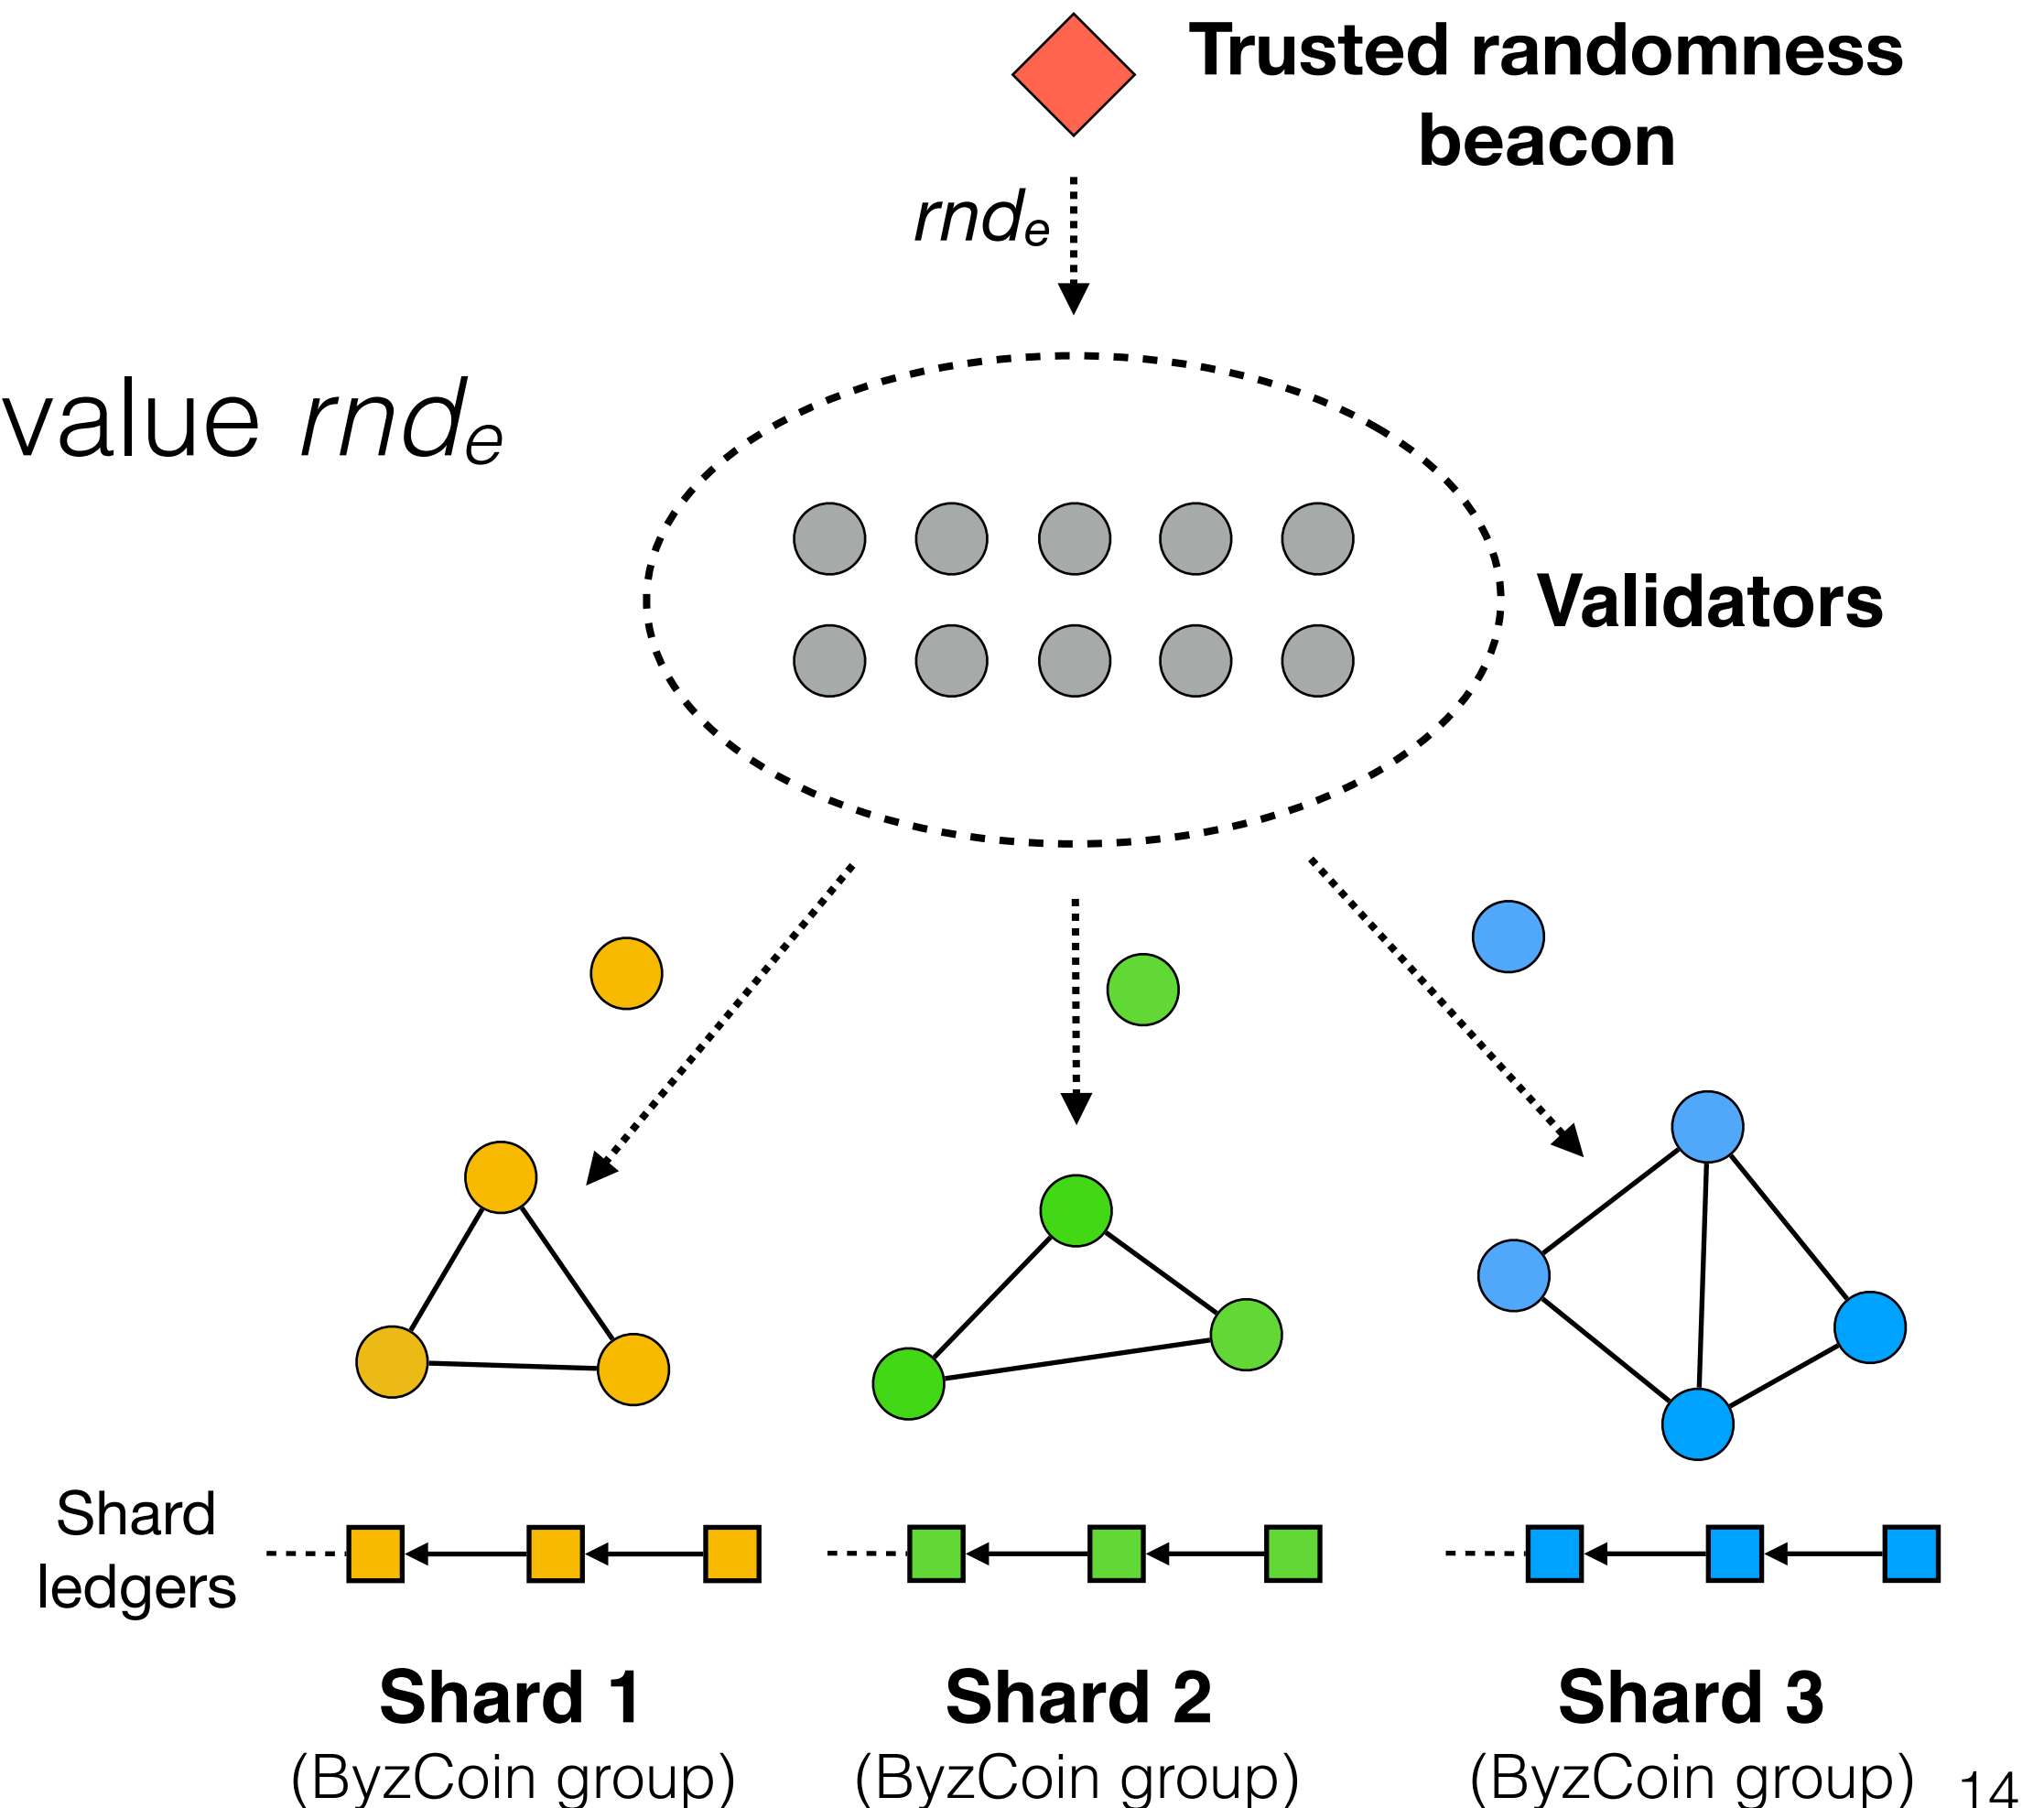 Trusted randomness
beacon
rndₑ
value rndₑ
Validators
Shard
ledgers
Shard 1
(ByzCoin group)
Shard 2
(ByzCoin group)
Shard 3
(ByzCoin group)
14